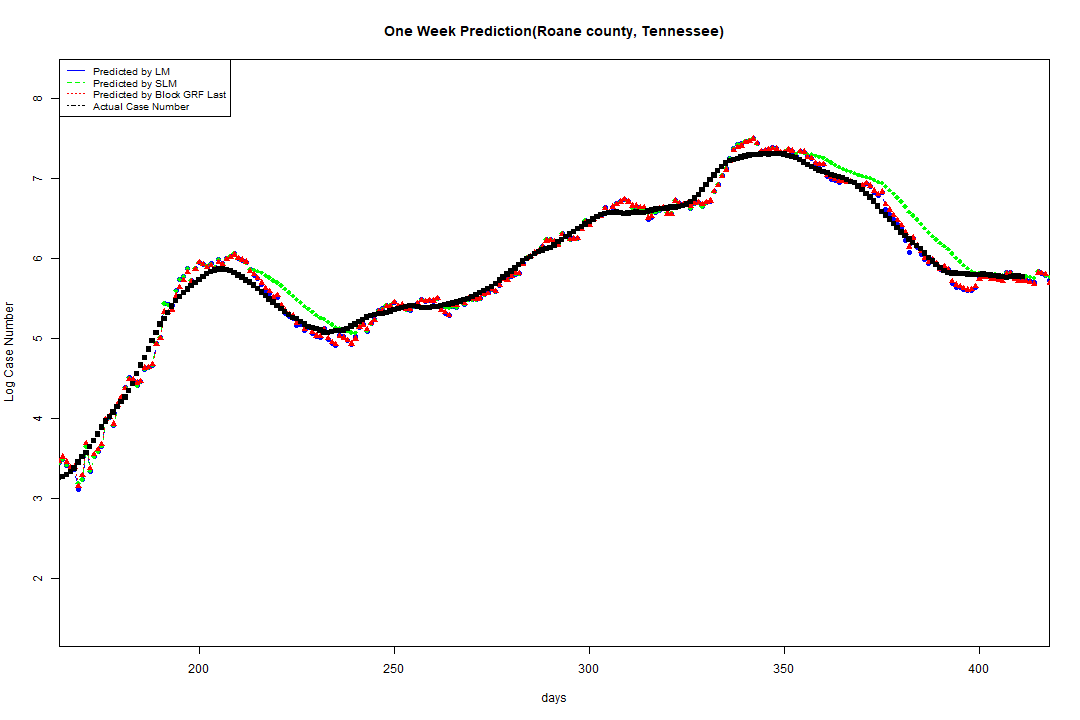 One Week Prediction(Roane county, Tennessee)
Predicted by LM
Predicted by SLM
Predicted by Block GRF Last
Actual Case Number
8
7
6
5
4
3
2
Log Case Number
200 250 300 350 400
days